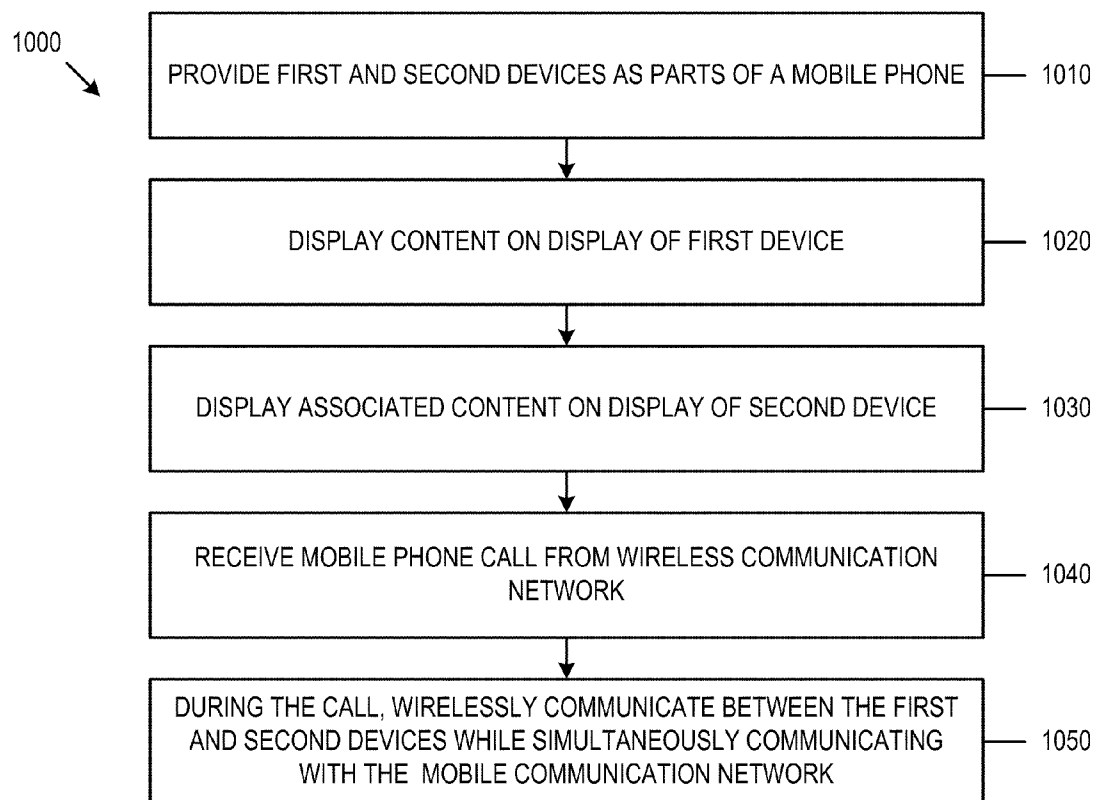 1000
PROVIDE FIRST AND SECOND DEVICES AS PARTS OF A MOBILE PHONE
1010
DISPLAY CONTENT ON DISPLAY OF FIRST DEVICE
1020
DISPLAY ASSOCIATED CONTENT ON DISPLAY OF SECOND DEVICE
1030
RECEIVE MOBILE PHONE CALL FROM WIRELESS COMMUNICATION
NETWORK
1040
DURING THE CALL, WIRELESSLY COMMUNICATE BETWEEN THE FIRST
AND SECOND DEVICES WHILE SIMULTANEOUSLY COMMUNICATING
WITH THE MOBILE COMMUNICATION NETWORK
1050